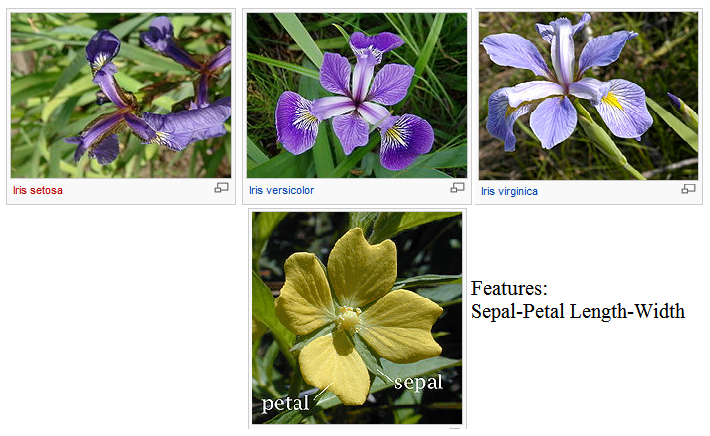 Iris setosa
Iris versicolor
Iris virginica
Features:
Sepal-Petal Length-Width
sepal
petal